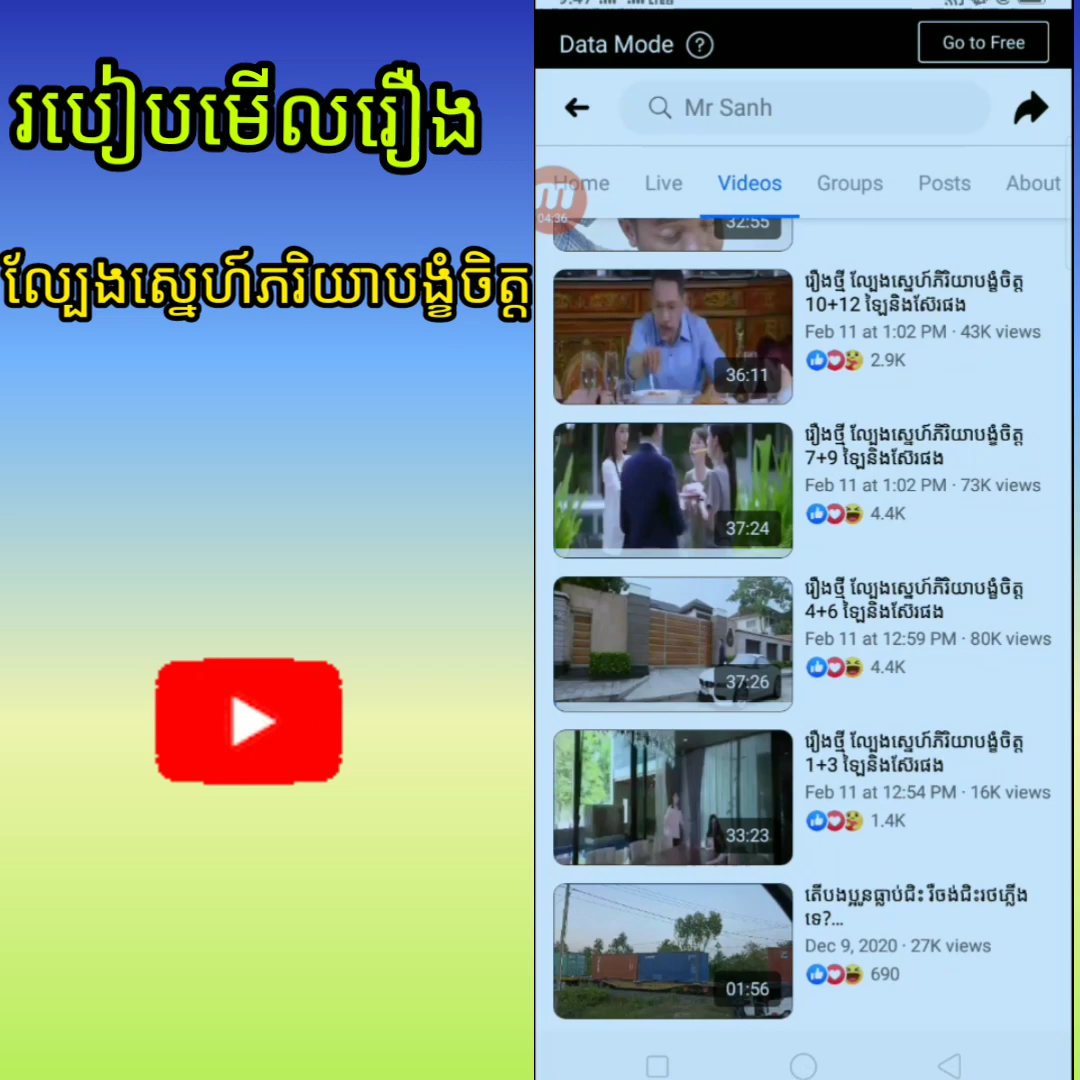 របៀបមើលរឿង
ល្បែងស្នេហ៍ភរិយាបង្ខំចិត្ត
Data Mode ?
Go to Free
Mr Sanh
Home Live Videos Groups Posts About
04:36
32:55
រឿងថ្មី ល្បែងស្នេហ៍ភិរិយាបង្ខំចិត្ត
10+12 ឡៃនិងស៊ែរផង
Feb 11 at 1:02 PM · 43K views
2.9K
36:11
រឿងថ្មី ល្បែងស្នេហ៍ភិរិយាបង្ខំចិត្ត
7+9 ឡៃនិងស៊ែរផង
Feb 11 at 1:02 PM · 73K views
4.4K
37:24
រឿងថ្មី ល្បែងស្នេហ៍ភិរិយាបង្ខំចិត្ត
4+6 ឡៃនិងស៊ែរផង
Feb 11 at 12:59 PM · 80K views
4.4K
37:26
រឿងថ្មី ល្បែងស្នេហ៍ភិរិយាបង្ខំចិត្ត
1+3 ឡៃនិងស៊ែរផង
Feb 11 at 12:54 PM · 16K views
1.4K
33:23
តើបងប្អូនធ្លាប់ជិះ រឺចង់ជិះរថភ្លើង
ទេ?...
Dec 9, 2020 · 27K views
690
01:56